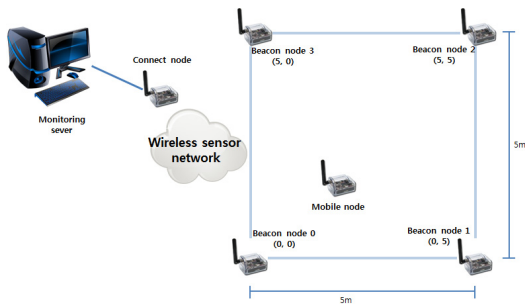 Beacon node 3
(5, 0)
Beacon node 2
(5, 5)
Connect node
Monitoring
sever
Wireless sensor
network
5m
Mobile node
Beacon node 0
(0, 0)
Beacon node 1
(0, 5)
5m